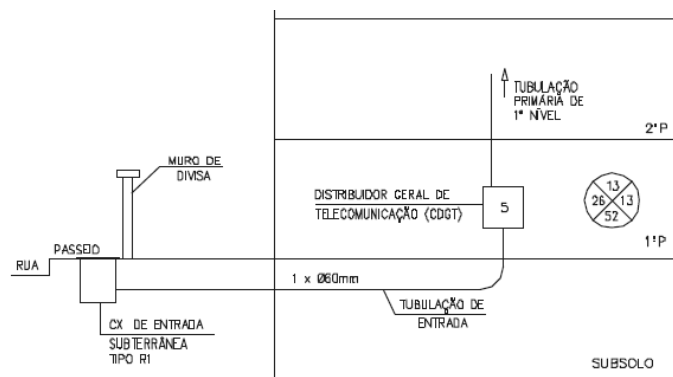 TUBULAÇÃO
PRIMÁRIA DE
1º NÍVEL
2ºP
MURO DE
DIVISA
DISTRIBUIDOR GERAL DE
TELECOMUNICAÇÃO (CDGT)
5
13
26 13
52
1ºP
PASSEIO
RUA
1 x Ø60mm
TUBULAÇÃO DE
ENTRADA
CX DE ENTRADA
SUBTERRÂNEA
TIPO R1
SUBSOLO